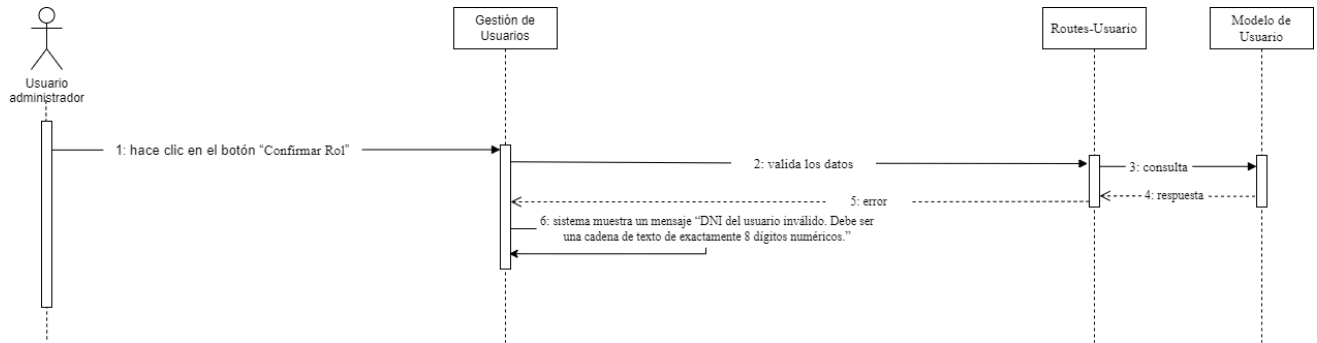 Gestión de
Usuarios
Routes-Usuario
Modelo de
Usuario
Usuario
administrador
1: hace clic en el botón “Confirmar Rol”
2: valida los datos
3: consulta
4: respuesta
5: error
6: sistema muestra un mensaje “DNI del usuario inválido. Debe ser
una cadena de texto de exactamente 8 dígitos numéricos.”